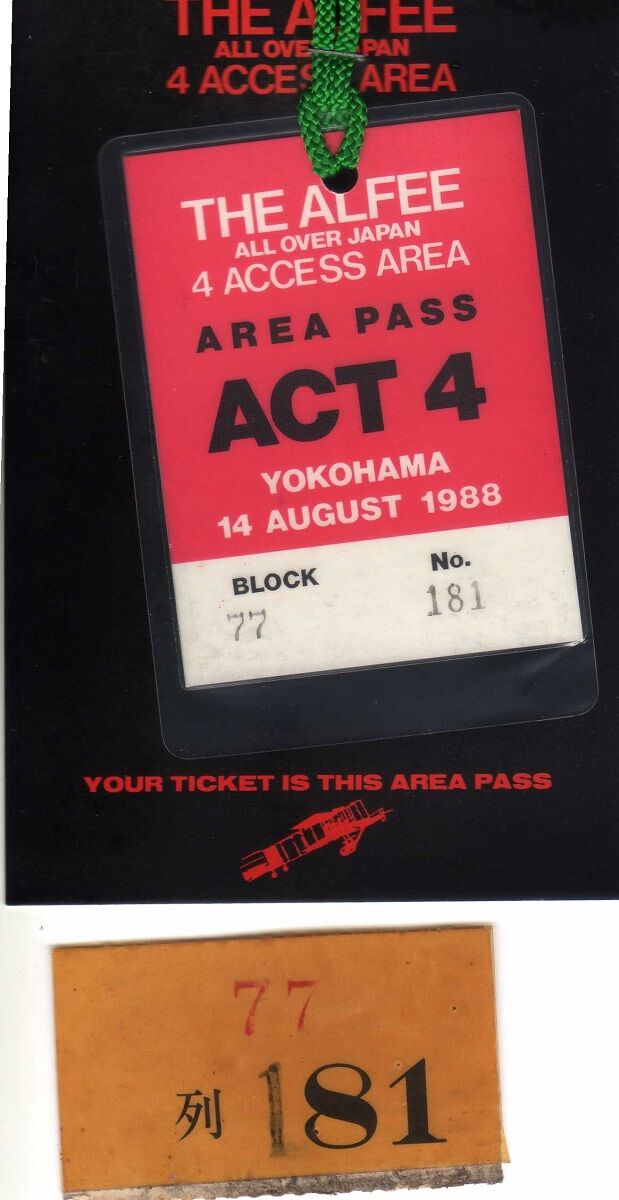 THE ALFEE
ALL OVER JAPAN
4 ACCESS AREA
THE ALFEE
ALL OVER JAPAN
4 ACCESS AREA
AREA PASS
ACT 4
YOKOHAMA
14 AUGUST 1988
BLOCK No.
77 181
YOUR TICKET IS THIS AREA PASS
77
列 181